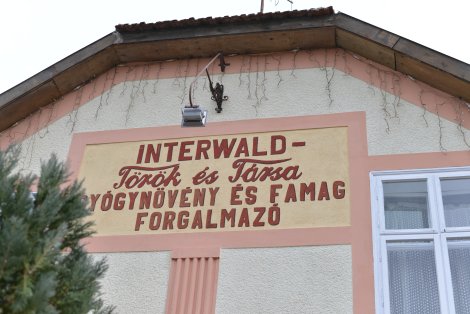 INTERWALD-
Török és Társa
GYÓGYNÖVÉNY ÉS FAMAG
FORGALMAZÓ